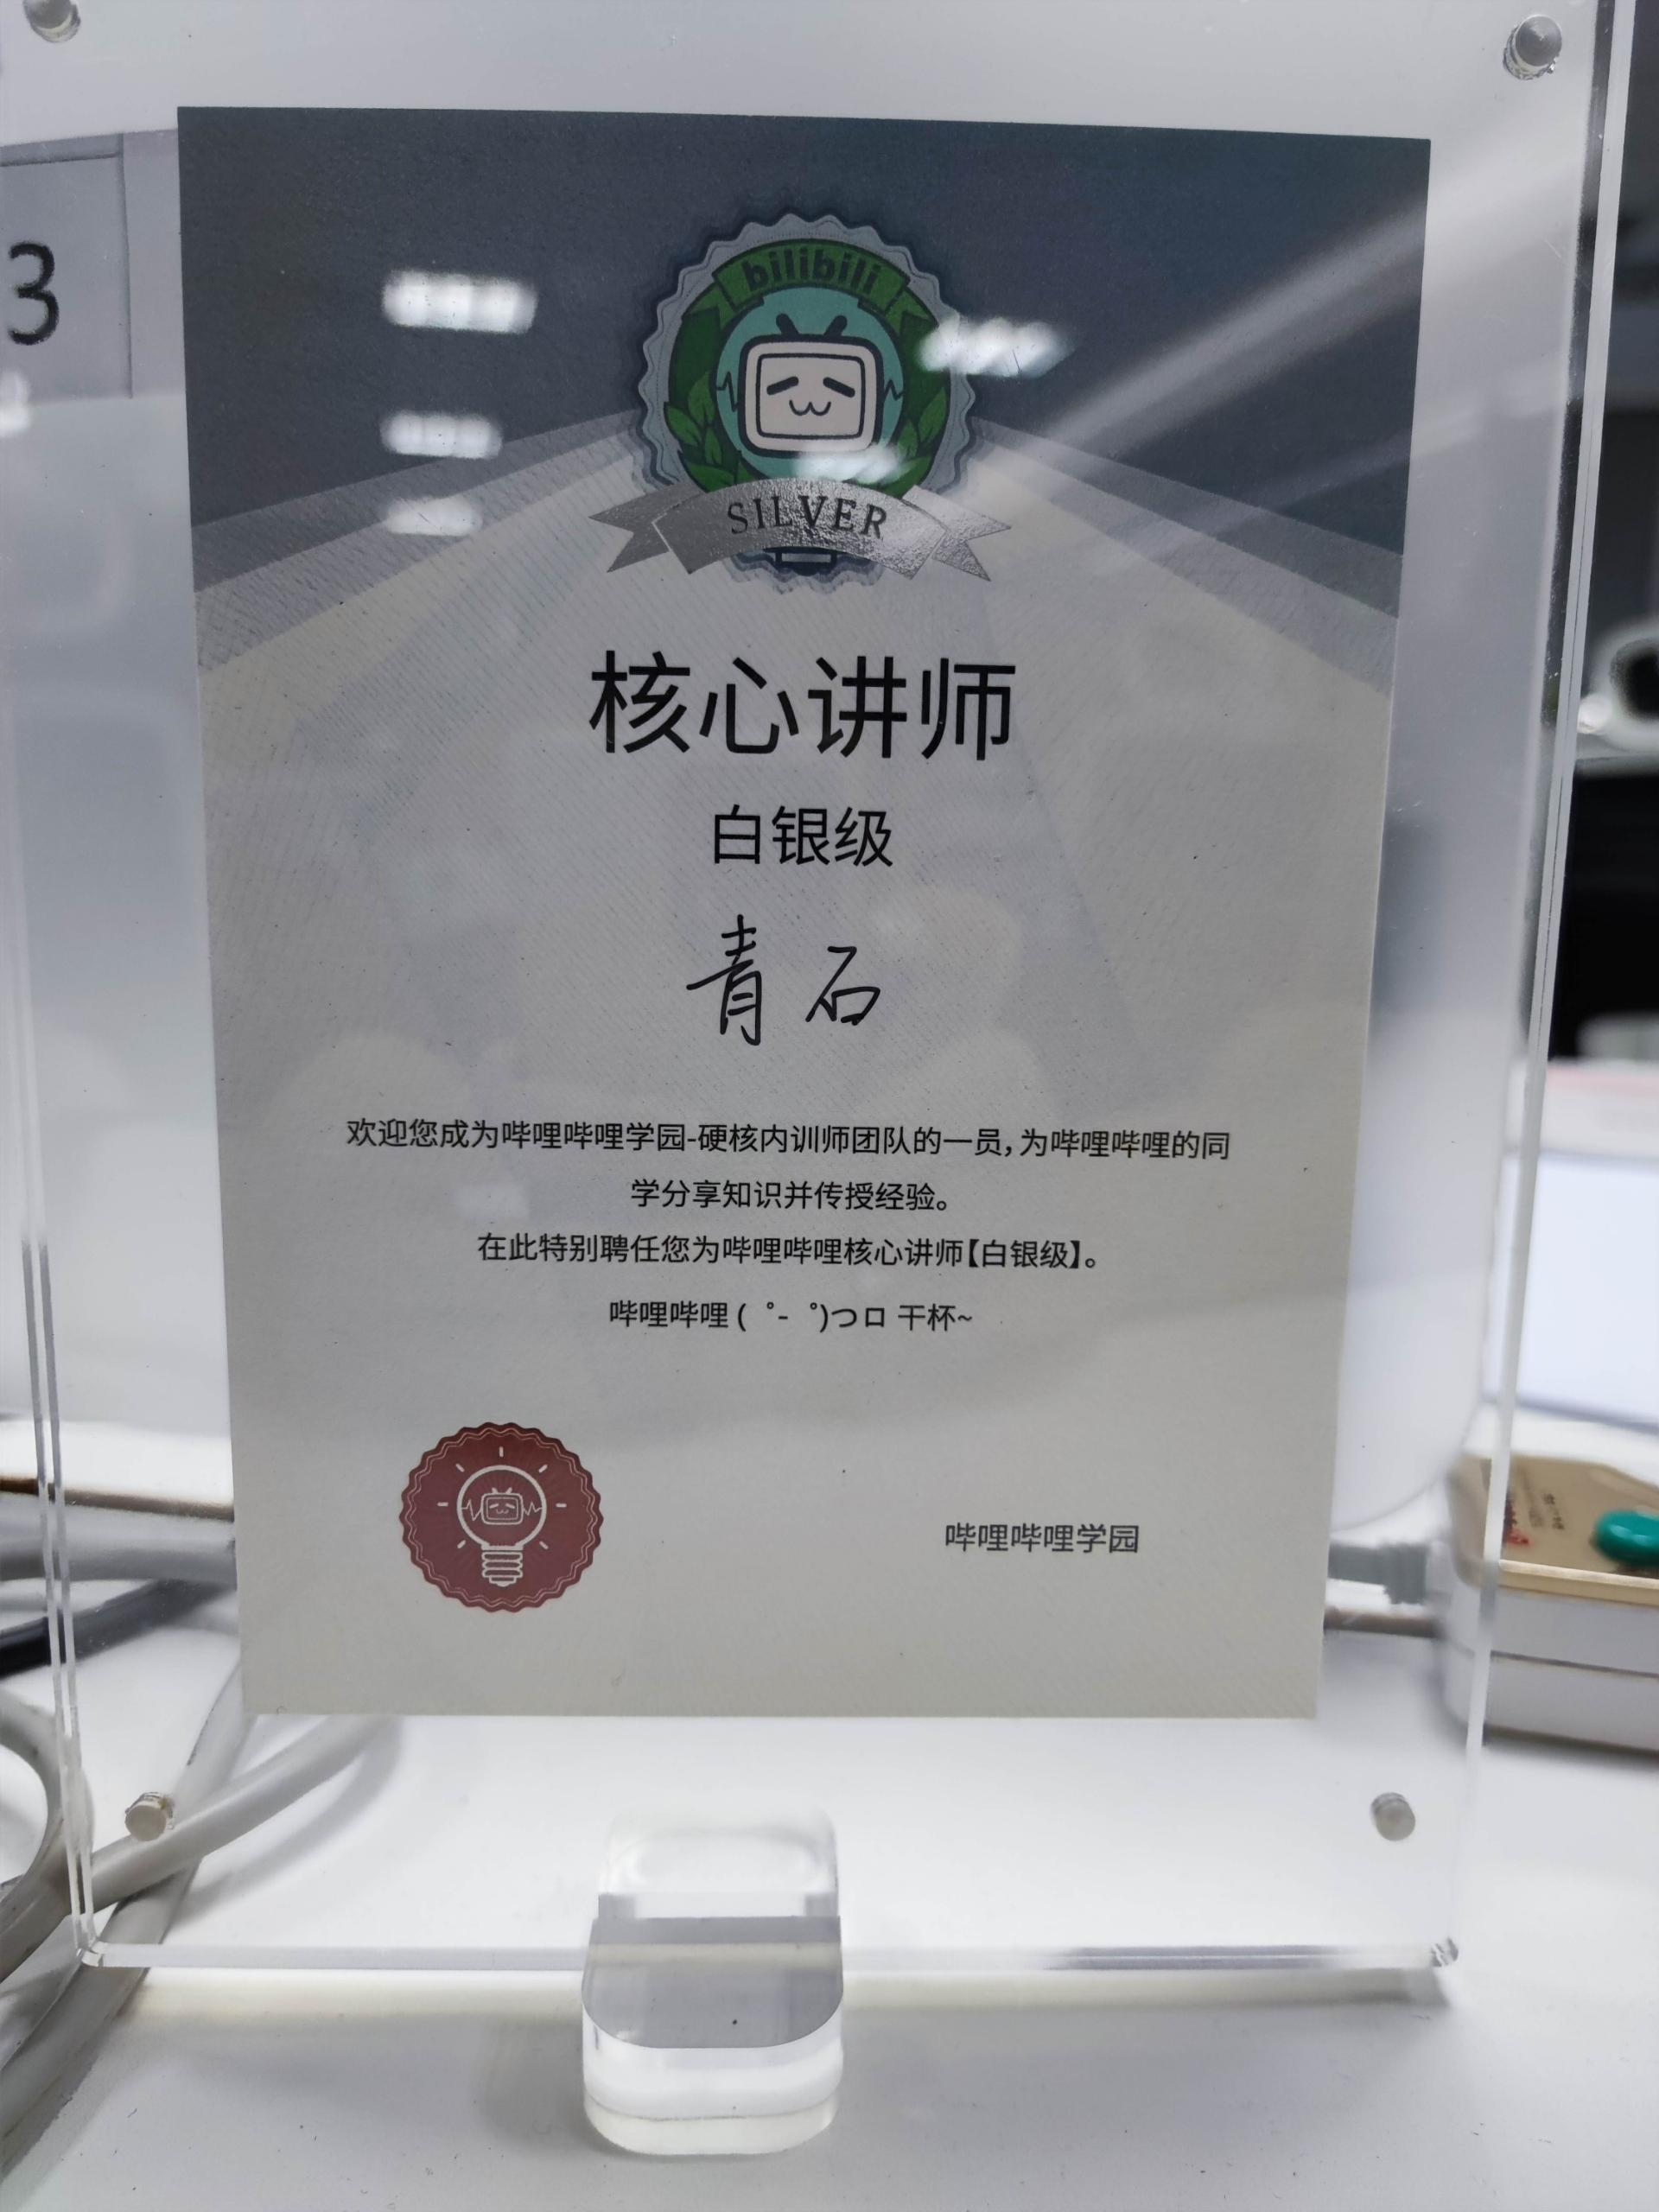 3
bilibili
SILVER
核心讲师
白银级
青石
欢迎您成为哔哩哔哩学园-硬核内训师团队的一员，为哔哩哔哩的同
学分享知识并传授经验。
在此特别聘任您为哔哩哔哩核心讲师【白银级】。
哔哩哔哩 ( ゜- ゜)つロ 干杯~
哔哩哔哩学园